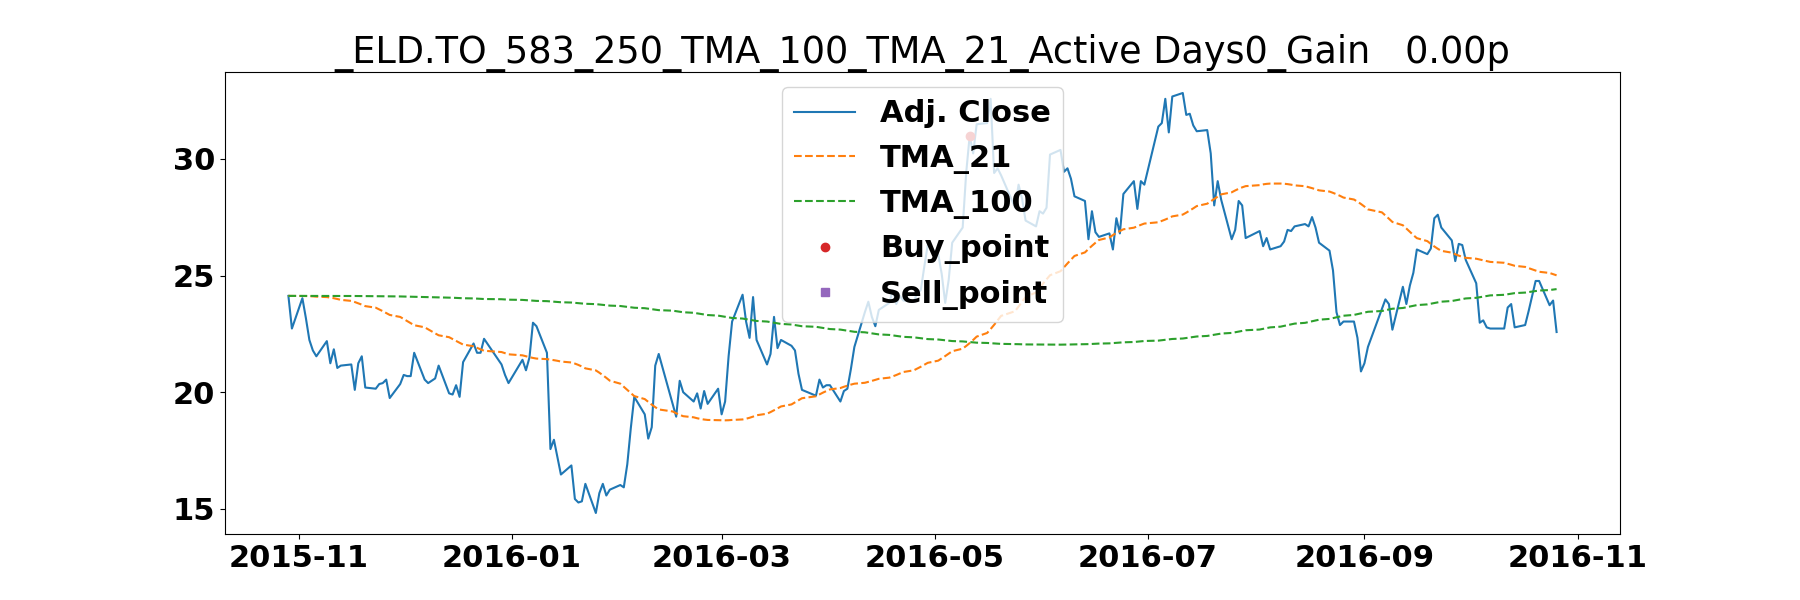 _ELD.TO_583_250_TMA_100_TMA_21_Active Days0_Gain   0.00p
Adj. Close
TMA_21
TMA_100
Buy_point
Sell_point
30
25
20
15
2015-11 2016-01 2016-03 2016-05 2016-07 2016-09 2016-11